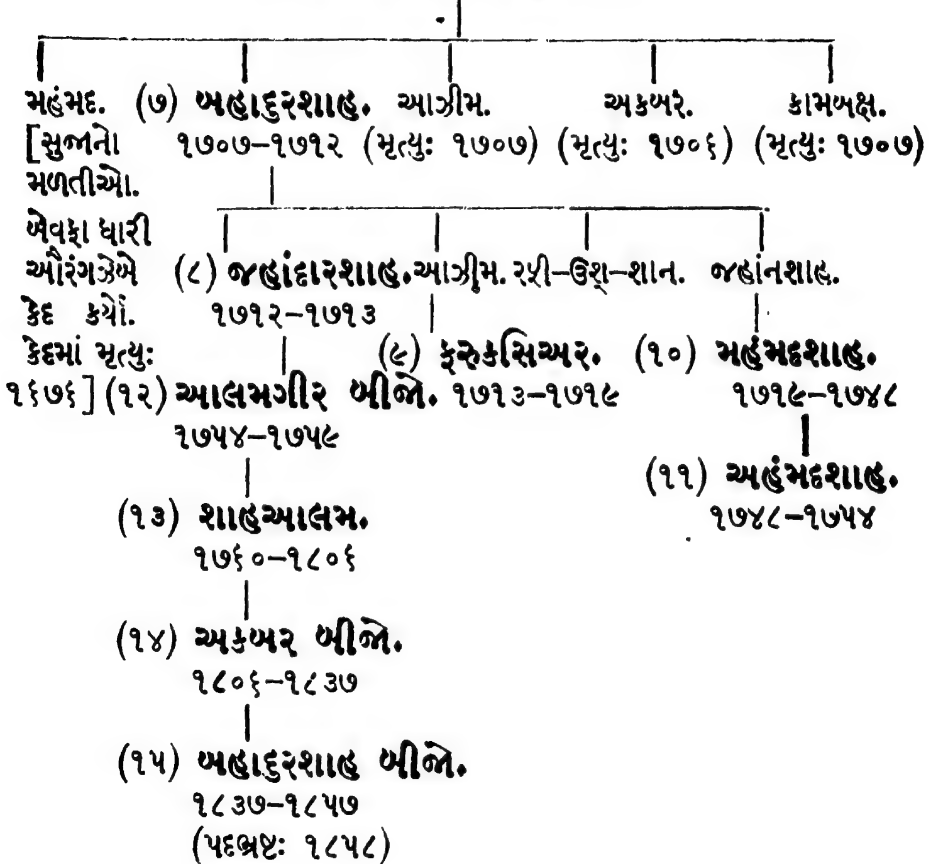 મહંમદ. (૭) બહાદુરશાહ. આઝીમ. અકબર. કામબક્ષ.
[સુજાનો ૧૭૦૭–૧૭૧૨ (મૃત્યુઃ ૧૭૦૭) (મૃત્યુઃ ૧૭૦૬) (મૃત્યુઃ ૧૭૦૭)
મળતીઓ.
બેવફા ધારી
ઔરંગઝેબે (૮) જહાંદારશાહ. આઝીમ. રફી–ઉશ્–શાન. જહાંનશાહ.
કેદ કર્યો. ૧૭૧૨–૧૭૧૩
કેદમાં મૃત્યુઃ (૯) ફરુકસિઅર. (૧૦) મહંમદશાહ.
૧૬૭૬] (૧૨) આલમગીર બીજો. ૧૭૧૩–૧૭૧૯ ૧૭૧૯–૧૭૪૮
૧૭૫૪–૧૭૫૯
(૧૧) અહંમદશાહ.
(૧૩) શાહઆલમ. ૧૭૪૮–૧૭૫૪
૧૭૬૦–૧૮૦૬
(૧૪) અકબર બીજો.
૧૮૦૬–૧૮૩૭
(૧૫) બહાદુરશાહ બીજો.
૧૮૩૭–૧૮૫૭
(પદભ્રષ્ટઃ ૧૮૫૮)